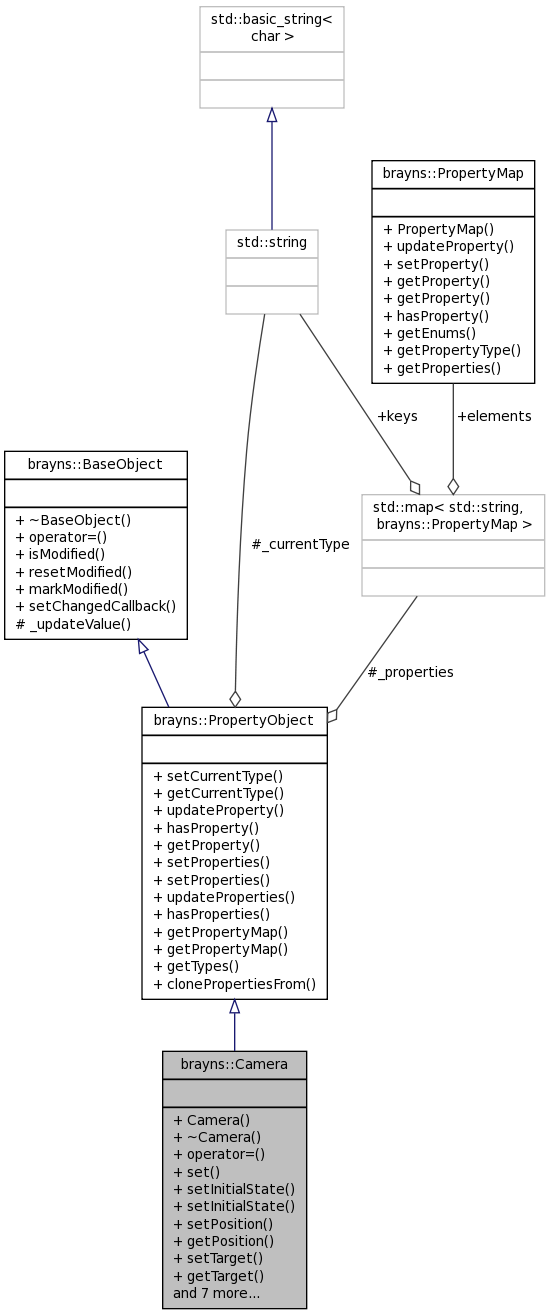 std::basic_string<
char >
brayns::PropertyMap
+ PropertyMap()
+ updateProperty()
+ setProperty()
+ getProperty()
+ getProperty()
+ hasProperty()
+ getEnums()
+ getPropertyType()
+ getProperties()
std::string
+keys
+elements
brayns::BaseObject
+ ~BaseObject()
+ operator=()
+ isModified()
+ resetModified()
+ markModified()
+ setChangedCallback()
# _updateValue()
std::map< std::string,
brayns::PropertyMap >
#_currentType
#_properties
brayns::PropertyObject
+ setCurrentType()
+ getCurrentType()
+ updateProperty()
+ hasProperty()
+ getProperty()
+ setProperties()
+ setProperties()
+ updateProperties()
+ hasProperties()
+ getPropertyMap()
+ getPropertyMap()
+ getTypes()
+ clonePropertiesFrom()
brayns::Camera
+ Camera()
+ ~Camera()
+ operator=()
+ set()
+ setInitialState()
+ setInitialState()
+ setPosition()
+ getPosition()
+ setTarget()
+ getTarget()
and 7 more...